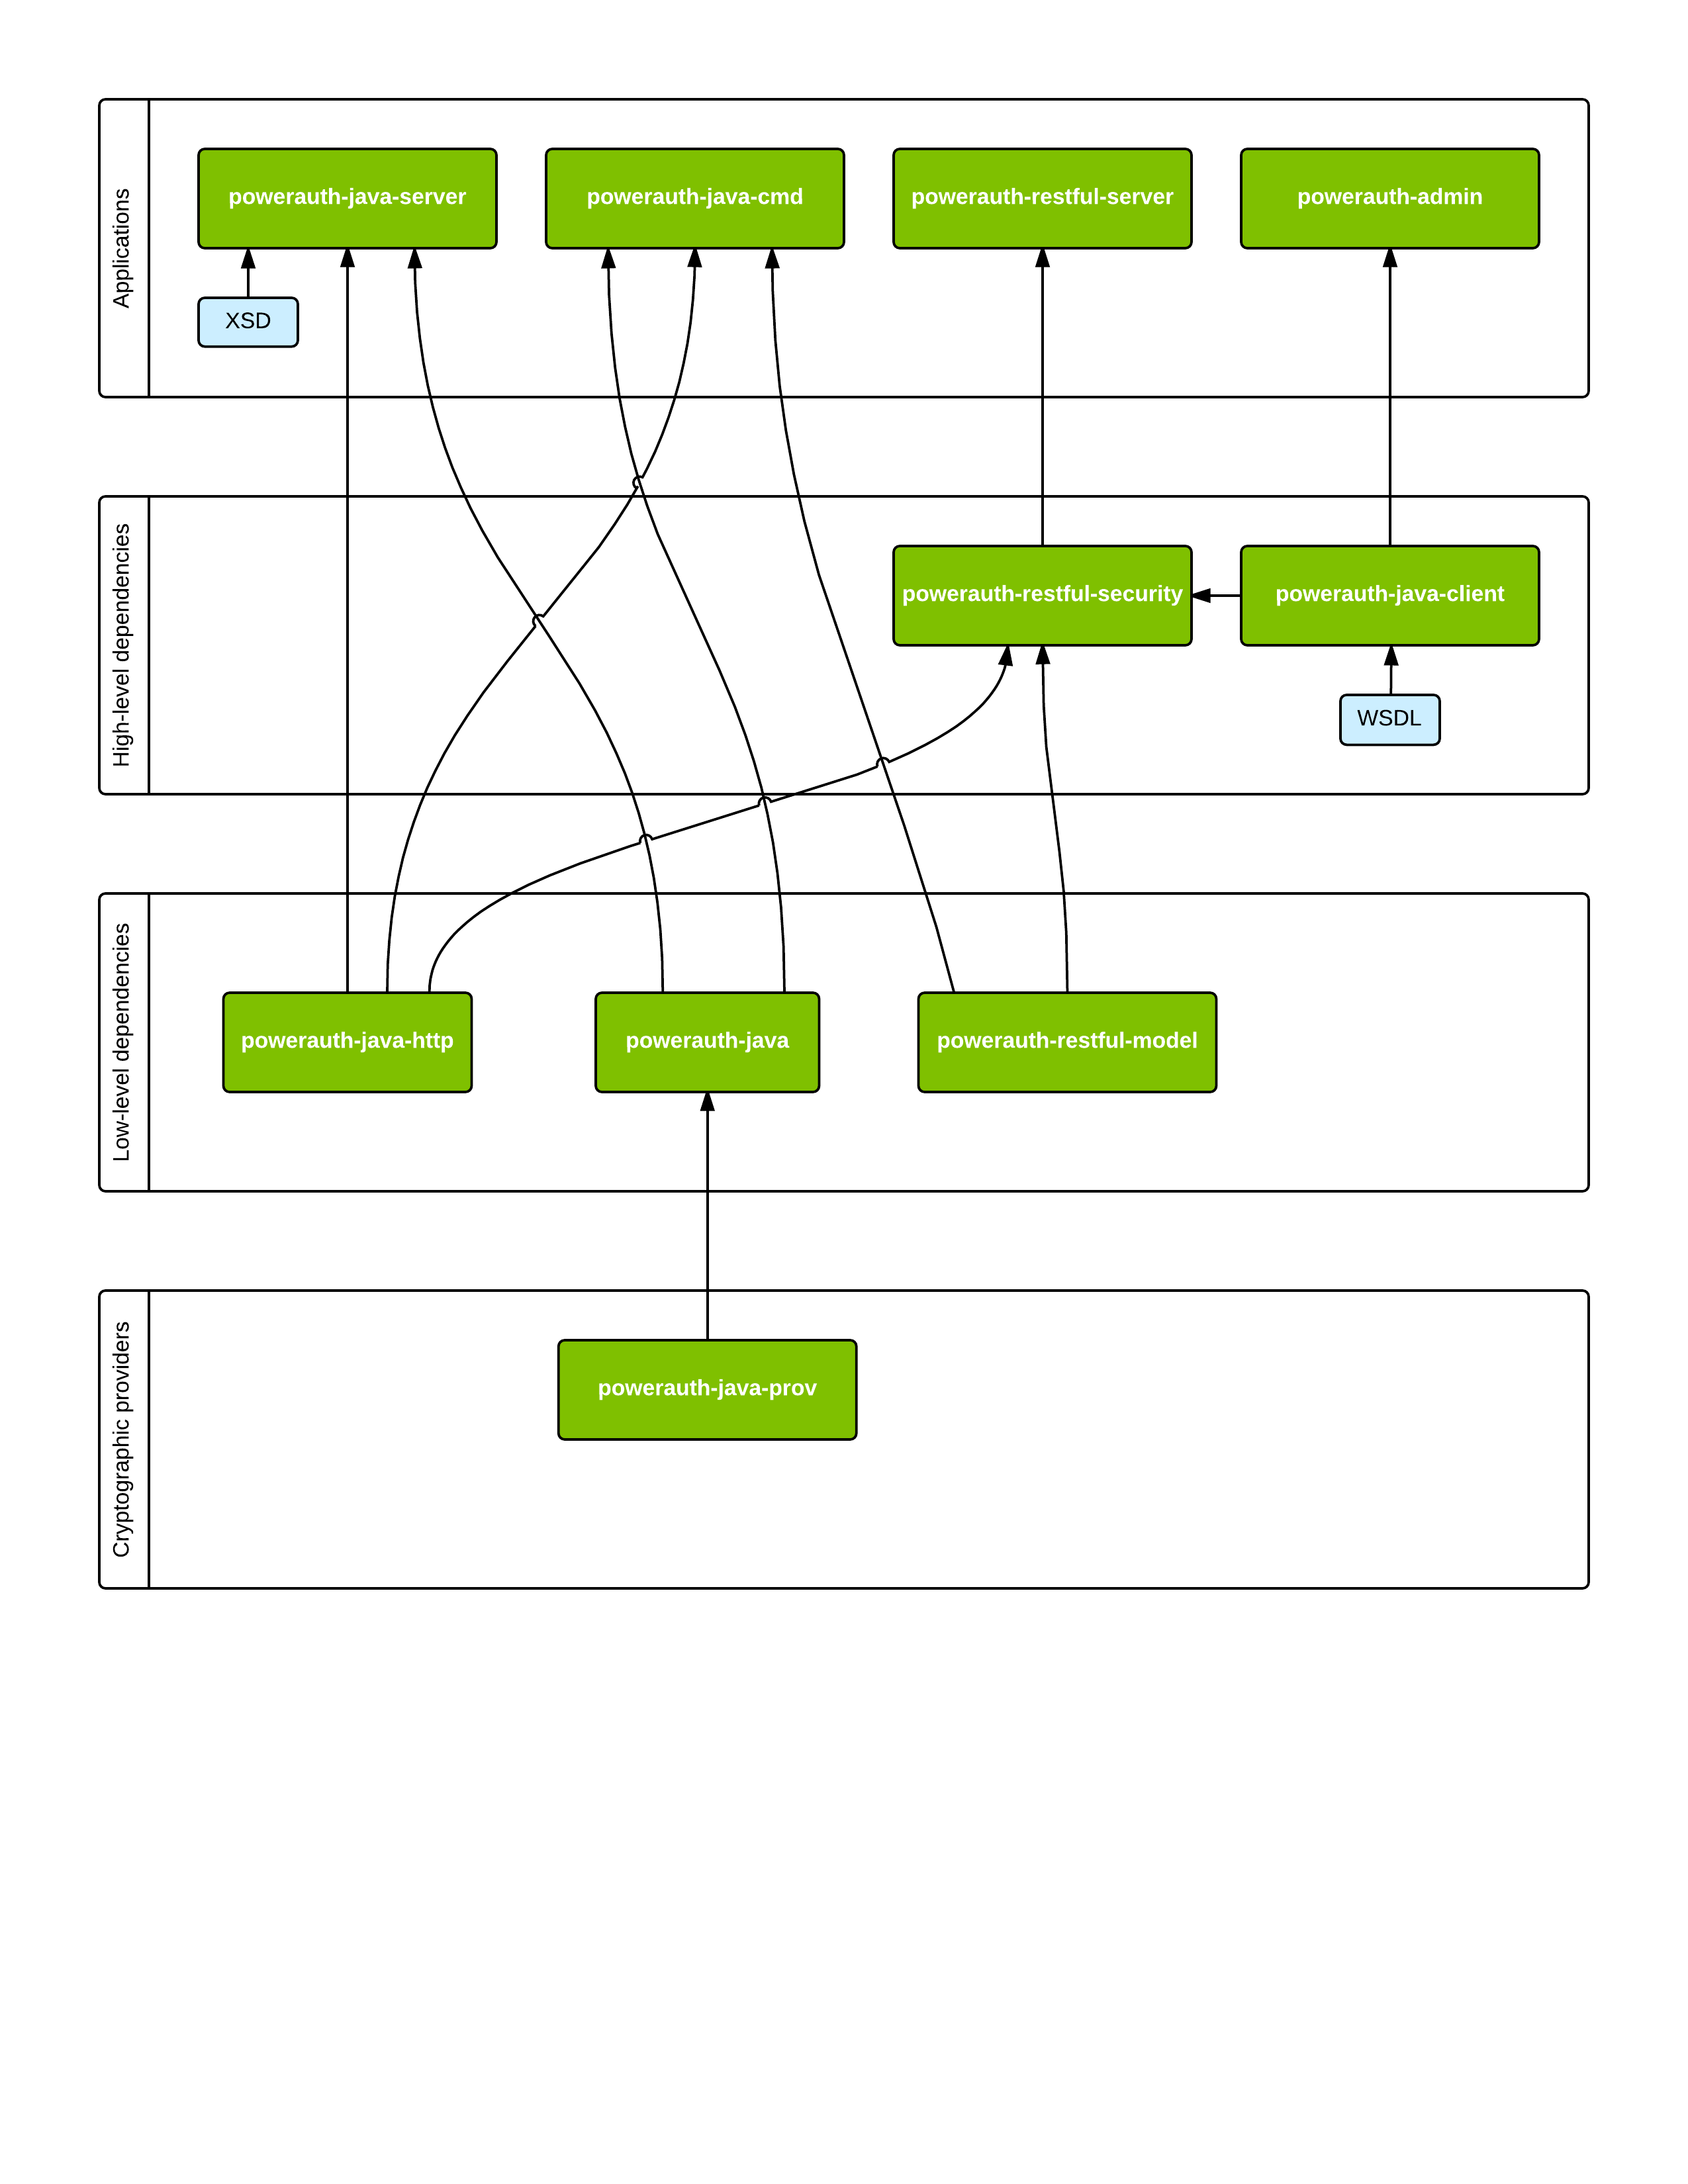 Applications
powerauth-java-server
powerauth-java-cmd
powerauth-restful-server
powerauth-admin
XSD
High-level dependencies
powerauth-restful-security
powerauth-java-client
WSDL
Low-level dependencies
powerauth-java-http
powerauth-java
powerauth-restful-model
Cryptographic providers
powerauth-java-prov